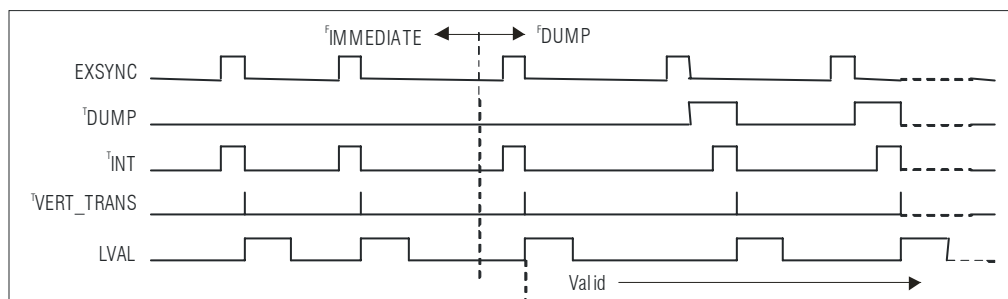 ᶠIMMEDIATE ᶠDUMP
EXSYNC
ᵀDUMP
ᵀINT
ᵀVERT_TRANS
LVAL
Valid